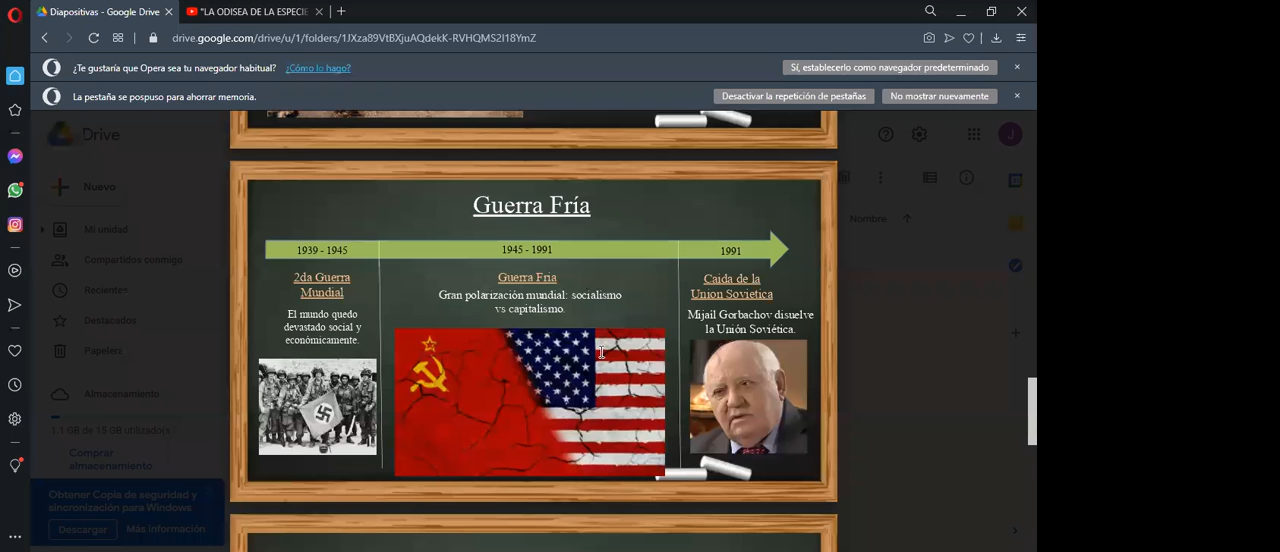 Diapositivas - Google Drive
"LA ODISEA DE LA ESPECIE
drive.google.com/drive/u/1/folders/1JXza89VtBXjuAQdekK-RVHQMS2I18YmZ
¿Te gustaría que Opera sea tu navegador habitual? ¿Cómo lo hago?
Sí, establecerlo como navegador predeterminado
La pestaña se pospuso para ahorrar memoria.
Desactivar la repetición de pestañas
No mostrar nuevamente
Drive
J
Nuevo
Mi unidad
Compartidos conmigo
Recientes
Destacados
Papelera
Almacenamiento
1.1 GB de 15 GB utilizado(s
Comprar
almacenamiento
Obtener Copia de seguridad y
sincronización para Windows
Descargar
Más información
Nombre
Guerra Fría
1939 - 1945
1945 - 1991
1991
2da Guerra
Mundial
El mundo quedo
devastado social y
económicamente.
Guerra Fria
Gran polarización mundial: socialismo
vs capitalismo.
Caida de la
Union Sovietica
Mijaíl Gorbachov disuelve
la Unión Soviética.